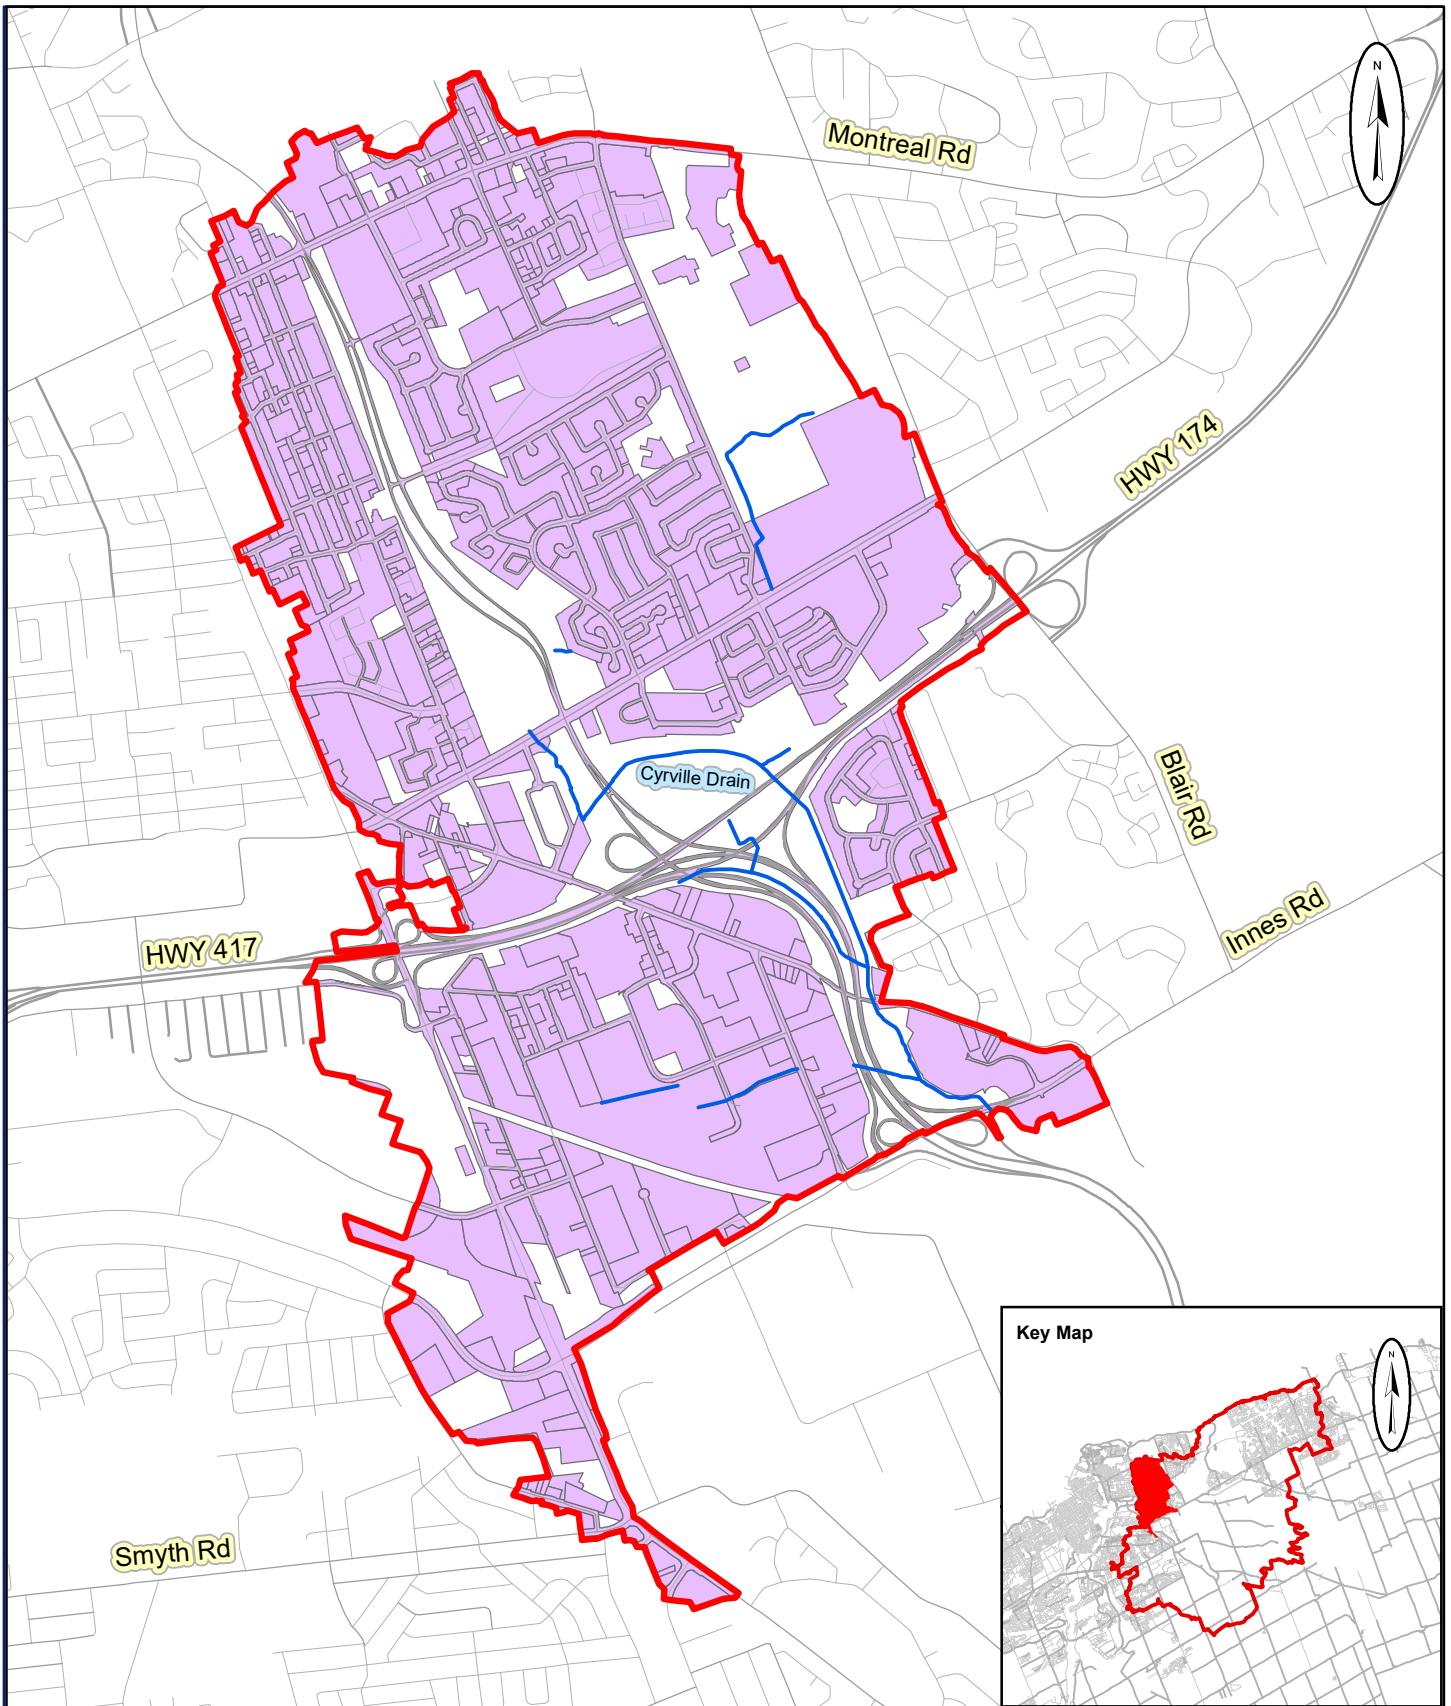 N
Montreal Rd
HWY 174
Cyrville Drain
Blair Rd
Innes Rd
HWY 417
Key Map
N
Smyth Rd